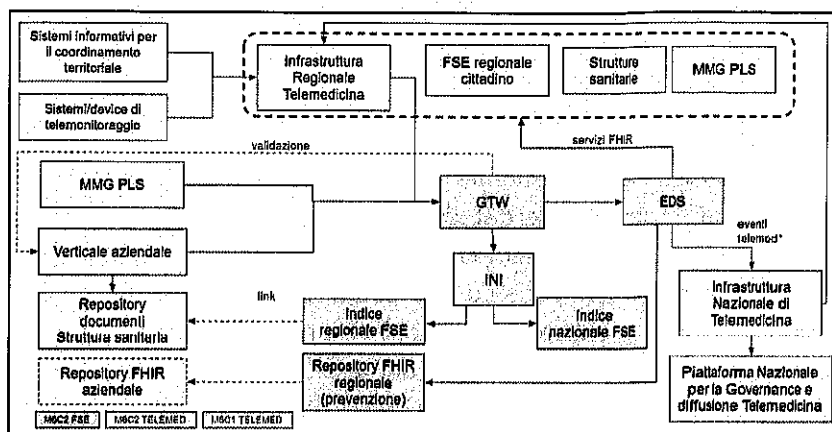 Sistemi informativi per
il coordinamento
territoriale
Infrastruttura
Regionale
Telemedicina
FSE regionale
cittadino
Strutture
sanitarie
MMG PLS
Sistemi/device di
telemonitoraggio
validazione
servizi FHIR
MMG PLS
GTW
EDS
eventi
telemed*
Verticale aziendale
INI
Infrastruttura
Nazionale di
Telemedicina
Repository
documenti
Struttura sanitaria
link
Indice
regionale FSE
Indice
nazionale FSE
Repository FHIR
aziendale
Repository FHIR
regionale
(prevenzione)
Piattaforma Nazionale
per la Governance e
diffusione Telemedicina
M6C2 FSE
M6C2 TELEMED
M6C1 TELEMED